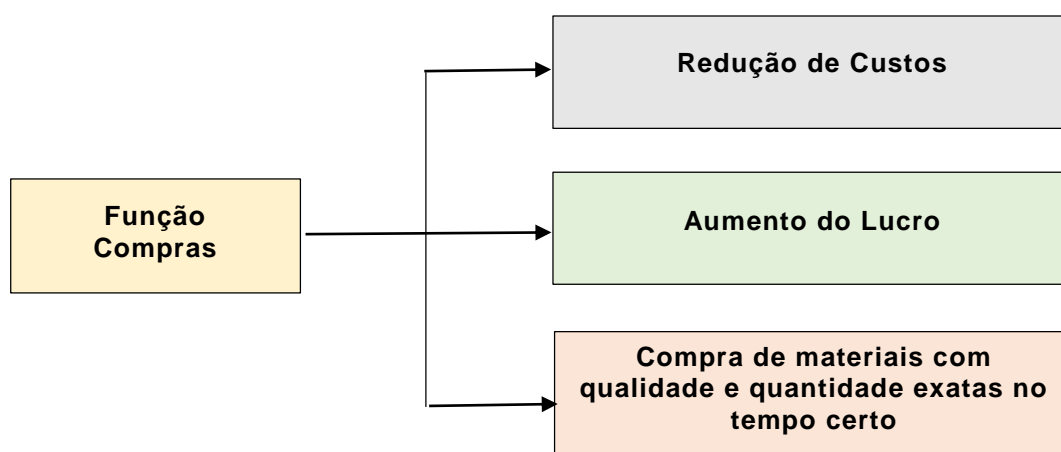 Redução de Custos
Função
Compras
Aumento do Lucro
Compra de materiais com
qualidade e quantidade exatas no
tempo certo